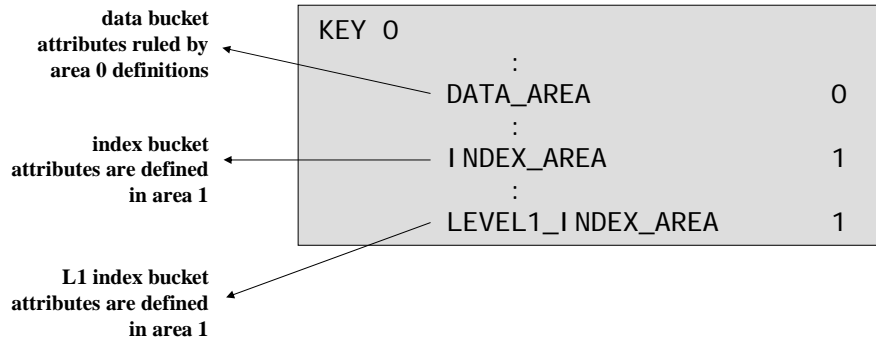 data bucket
attributes ruled by
area 0 definitions
index bucket
attributes are defined
in area 1
L1 index bucket
attributes are defined
in area 1
KEY 0
:
DATA_AREA 0
:
INDEX_AREA 1
:
LEVEL1_INDEX_AREA 1